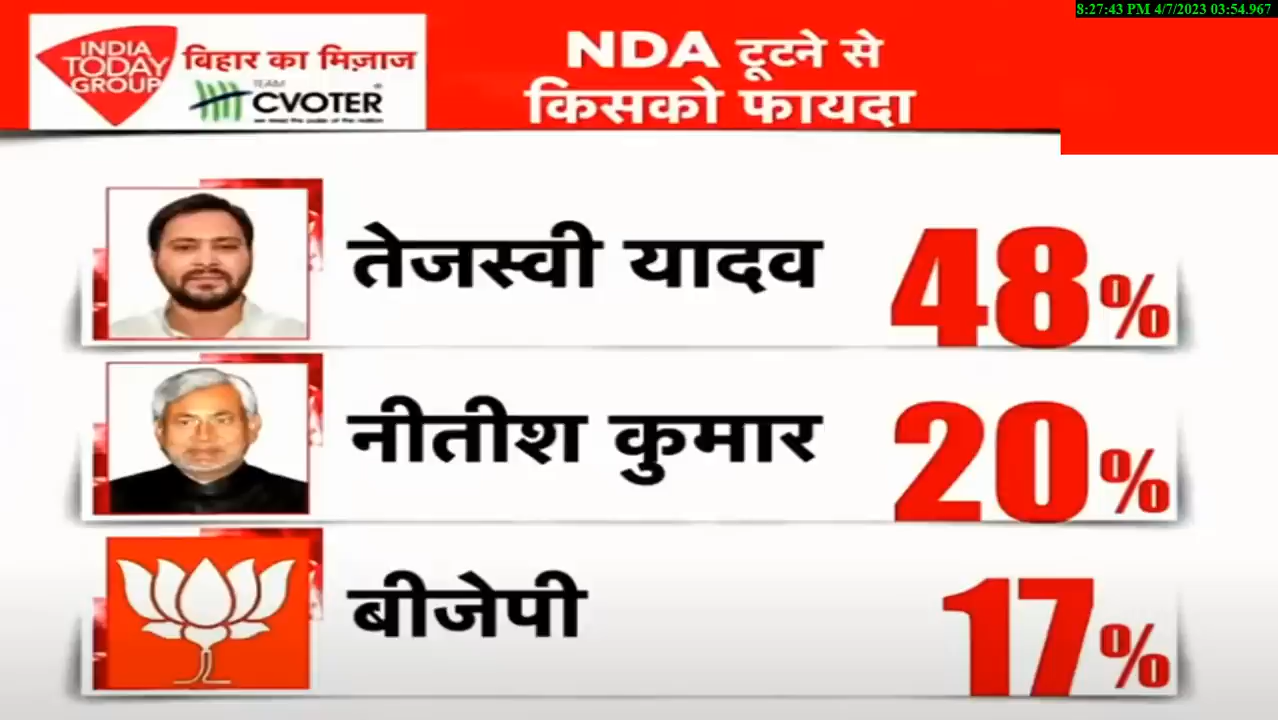 8:27:43 PM 4/7/2023 03:54.967
INDIA
TODAY
GROUP
बिहार का मिज़ाज
TEAM
CVOTER
NDA टूटने से
किसको फायदा
तेजस्वी यादव
48%
नीतीश कुमार
20%
बीजेपी
17%